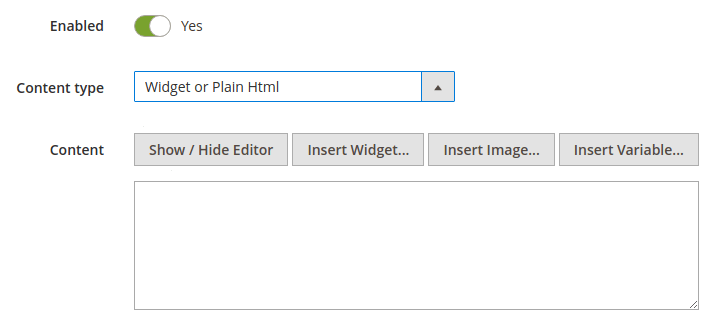 Enabled Yes
Content type Widget or Plain Html
Content Show / Hide Editor Insert Widget... Insert Image... Insert Variable...